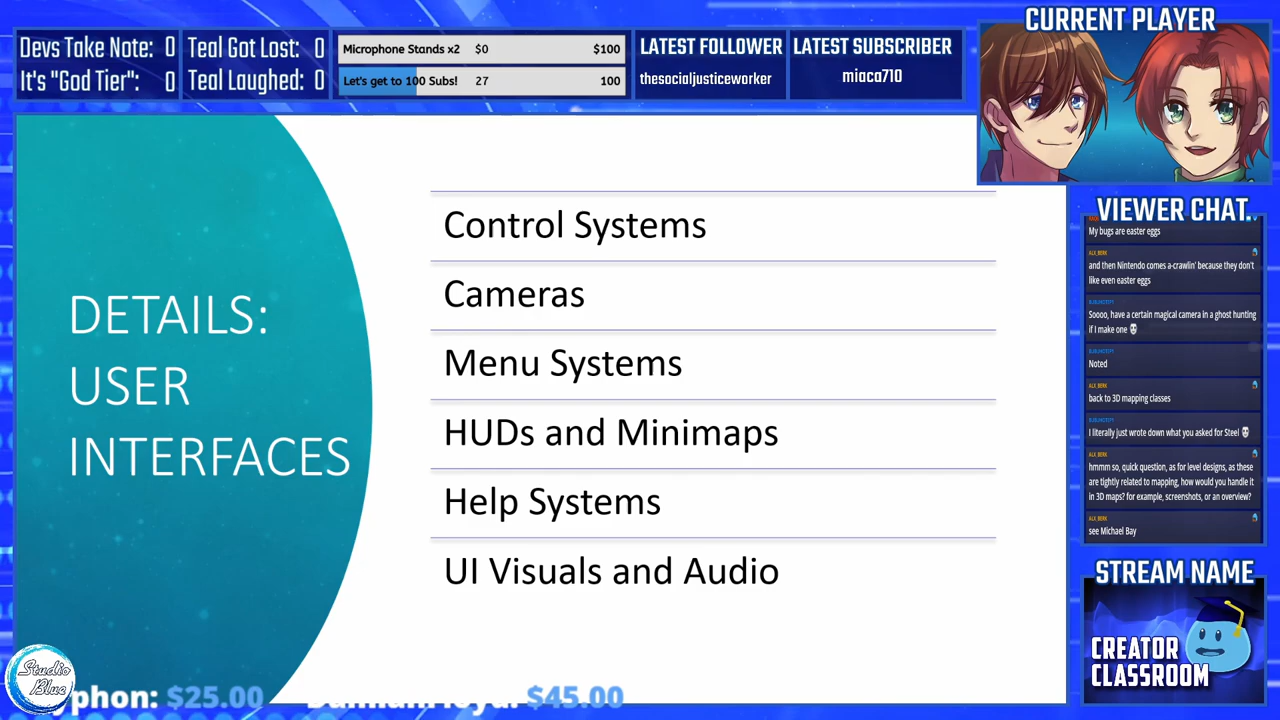 CURRENT PLAYER
Devs Take Note: 0
Teal Got Lost: 0
It's "God Tier": 0
Teal Laughed: 0
Microphone Stands x2 $0 $100
Let's get to 100 Subs! 27 100
LATEST FOLLOWER
thesocialjusticeworker
LATEST SUBSCRIBER
miaca710
DETAILS:
USER
INTERFACES
Control Systems
Cameras
Menu Systems
HUDs and Minimaps
Help Systems
UI Visuals and Audio
VIEWER CHAT.
My bugs are easter eggs
ALX_BERK
and then Nintendo comes a-crawlin' because they don't
like even easter eggs
Soooo, have a certain magical camera in a ghost hunting
if I make one
Noted
ALX_BERK
back to 3D mapping classes
I literally just wrote down what you asked for Steel
ALX_BERK
hmmm so, quick question, as for level designs, as these
are tightly related to mapping, how would you handle it
in 3D maps? for example, screenshots, or an overview?
ALX_BERK
see Michael Bay
STREAM NAME
CREATOR
CLASSROOM
Studio
Blue
phon: $25.00 $45.00